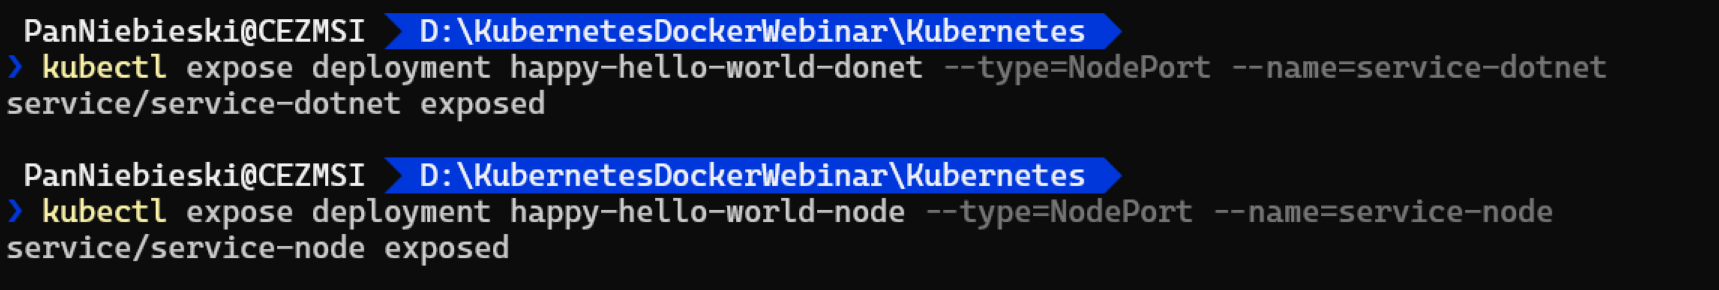 PanNiebieski@CEZMSI D:\KubernetesDockerWebinar\Kubernetes
❯ kubectl expose deployment happy-hello-world-donet --type=NodePort --name=service-dotnet
service/service-dotnet exposed
PanNiebieski@CEZMSI D:\KubernetesDockerWebinar\Kubernetes
❯ kubectl expose deployment happy-hello-world-node --type=NodePort --name=service-node
service/service-node exposed